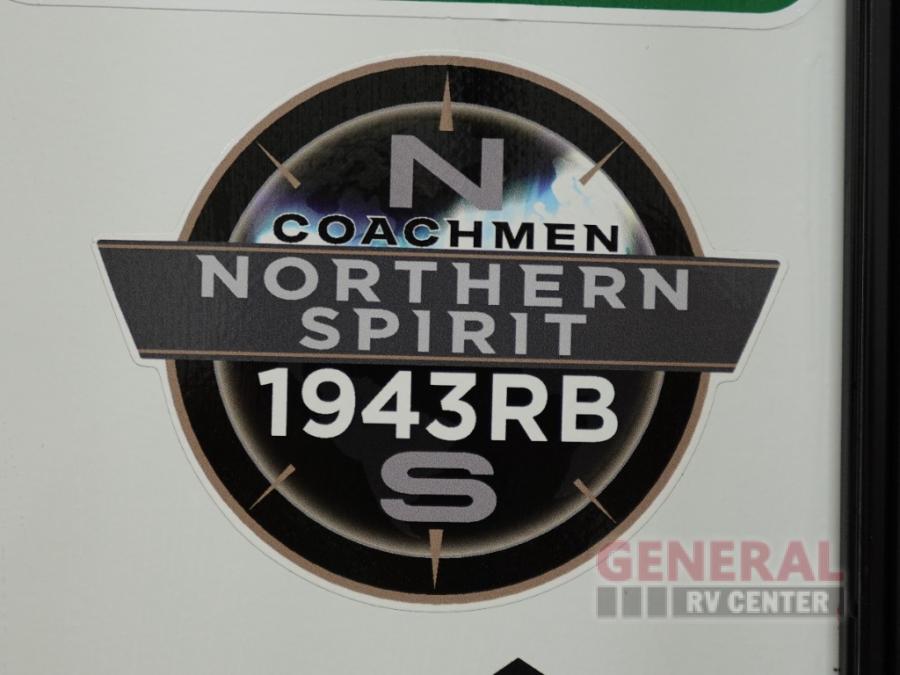 N
COACHMEN
NORTHERN
SPIRIT
1943RB
S
GENERAL
RV CENTER